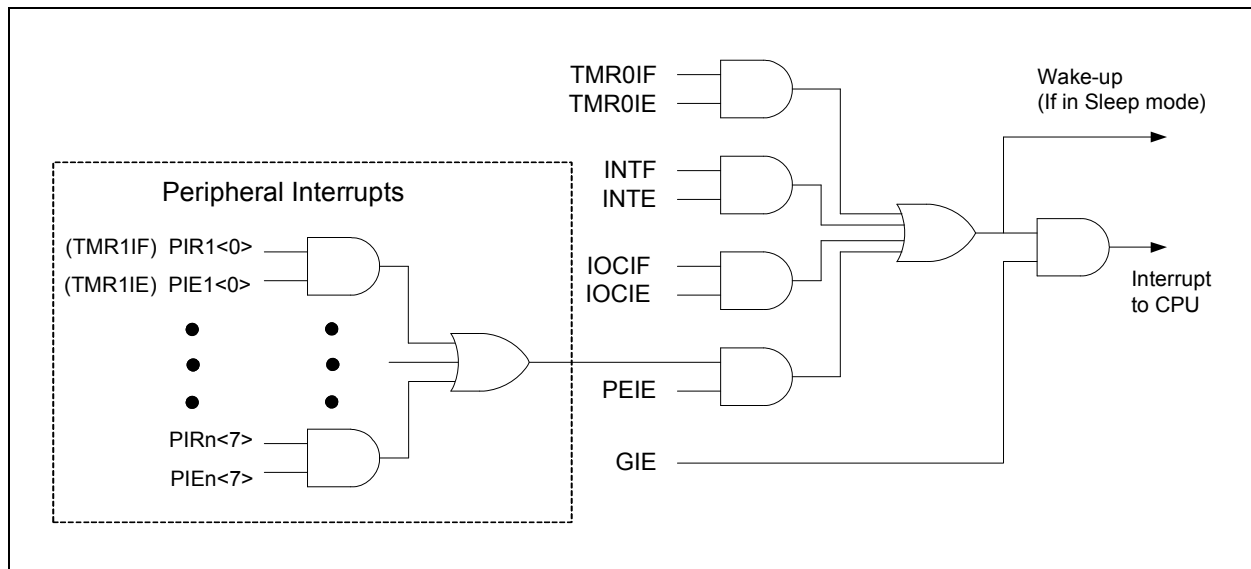 TMR0IF
TMR0IE
Wake-up
(If in Sleep mode)
INTF
INTE
Peripheral Interrupts
(TMR1IF) PIR1<0>
(TMR1IE) PIE1<0>
IOCIF
IOCIE
Interrupt
to CPU
PEIE
PIRn<7>
PIEn<7>
GIE